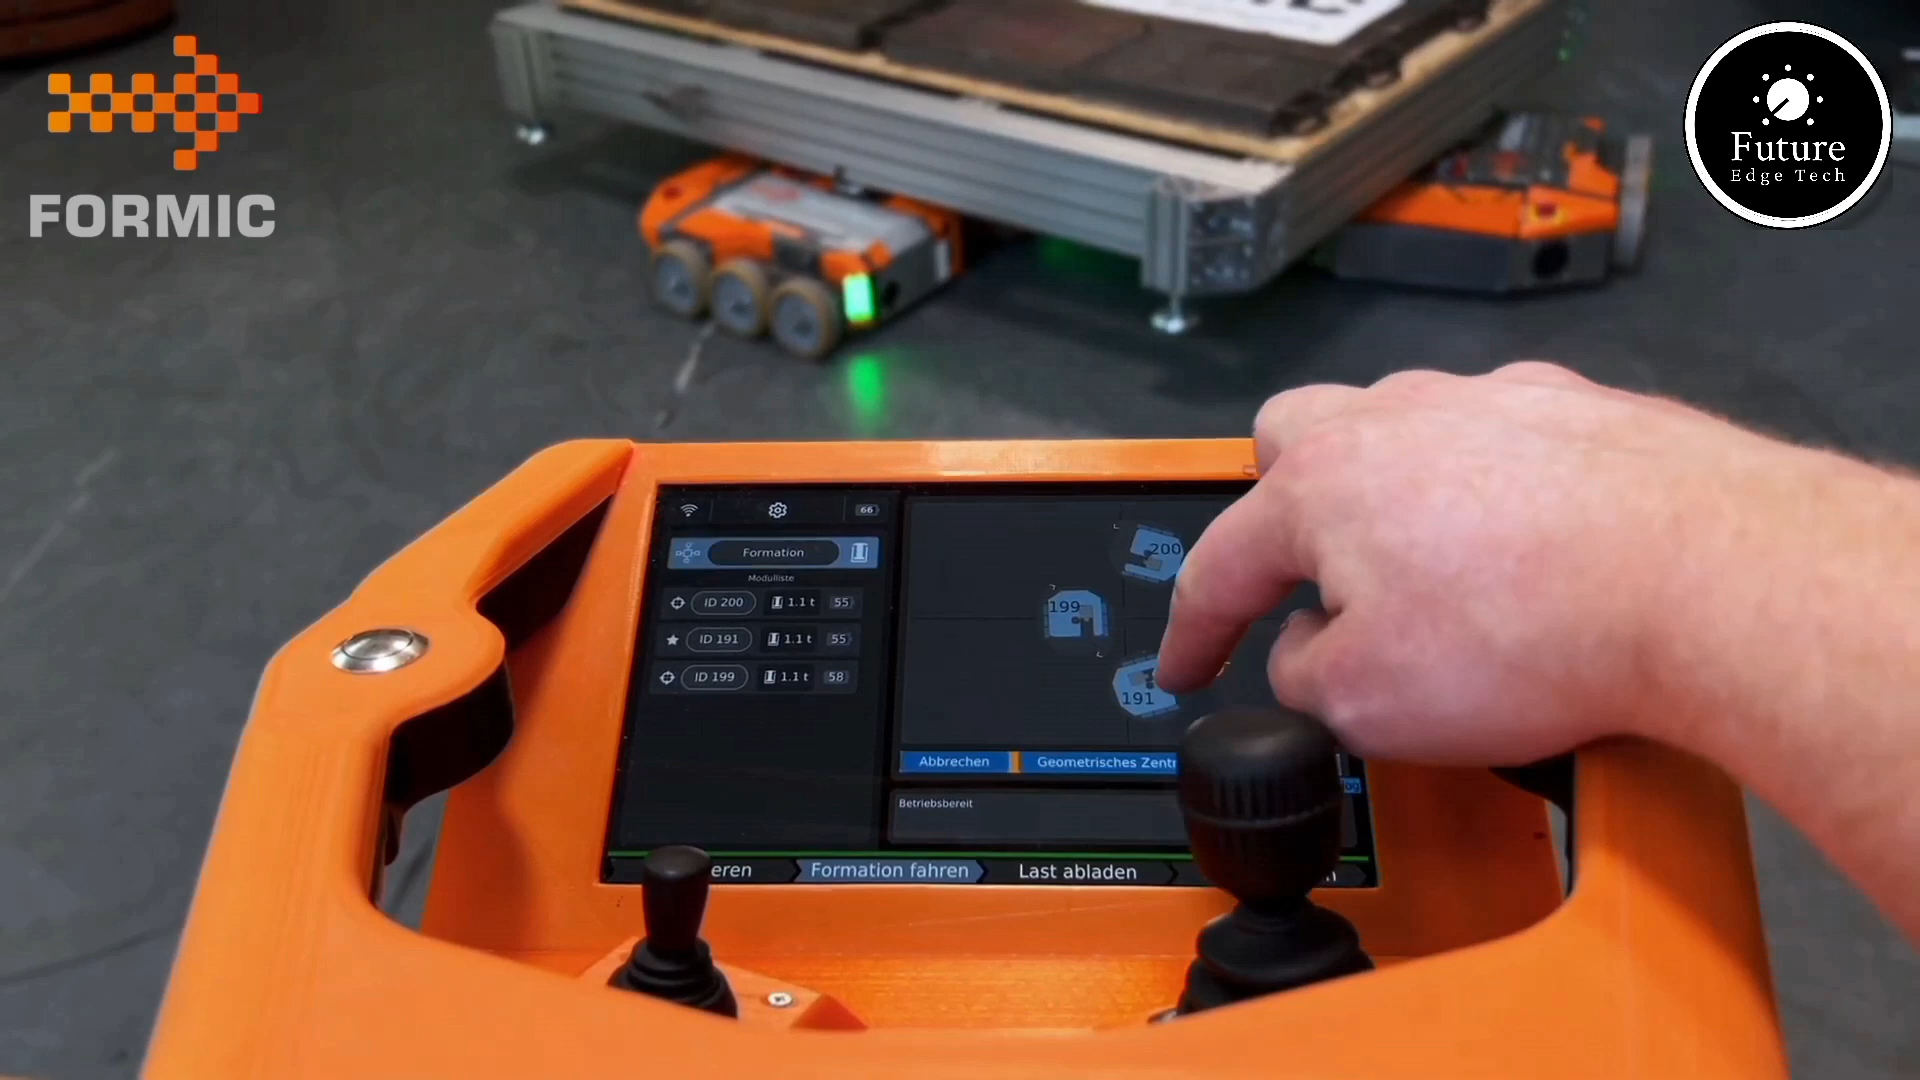 FORMIC
Future
Edge Tech
66
Formation
Modulliste
ID 200 1.1 t 55
ID 191 1.1 t 55
ID 199 1.1 t 58
200
199
191
Abbrechen
Geometrisches Zentr
Betriebsbereit
eren
Formation fahren
Last abladen